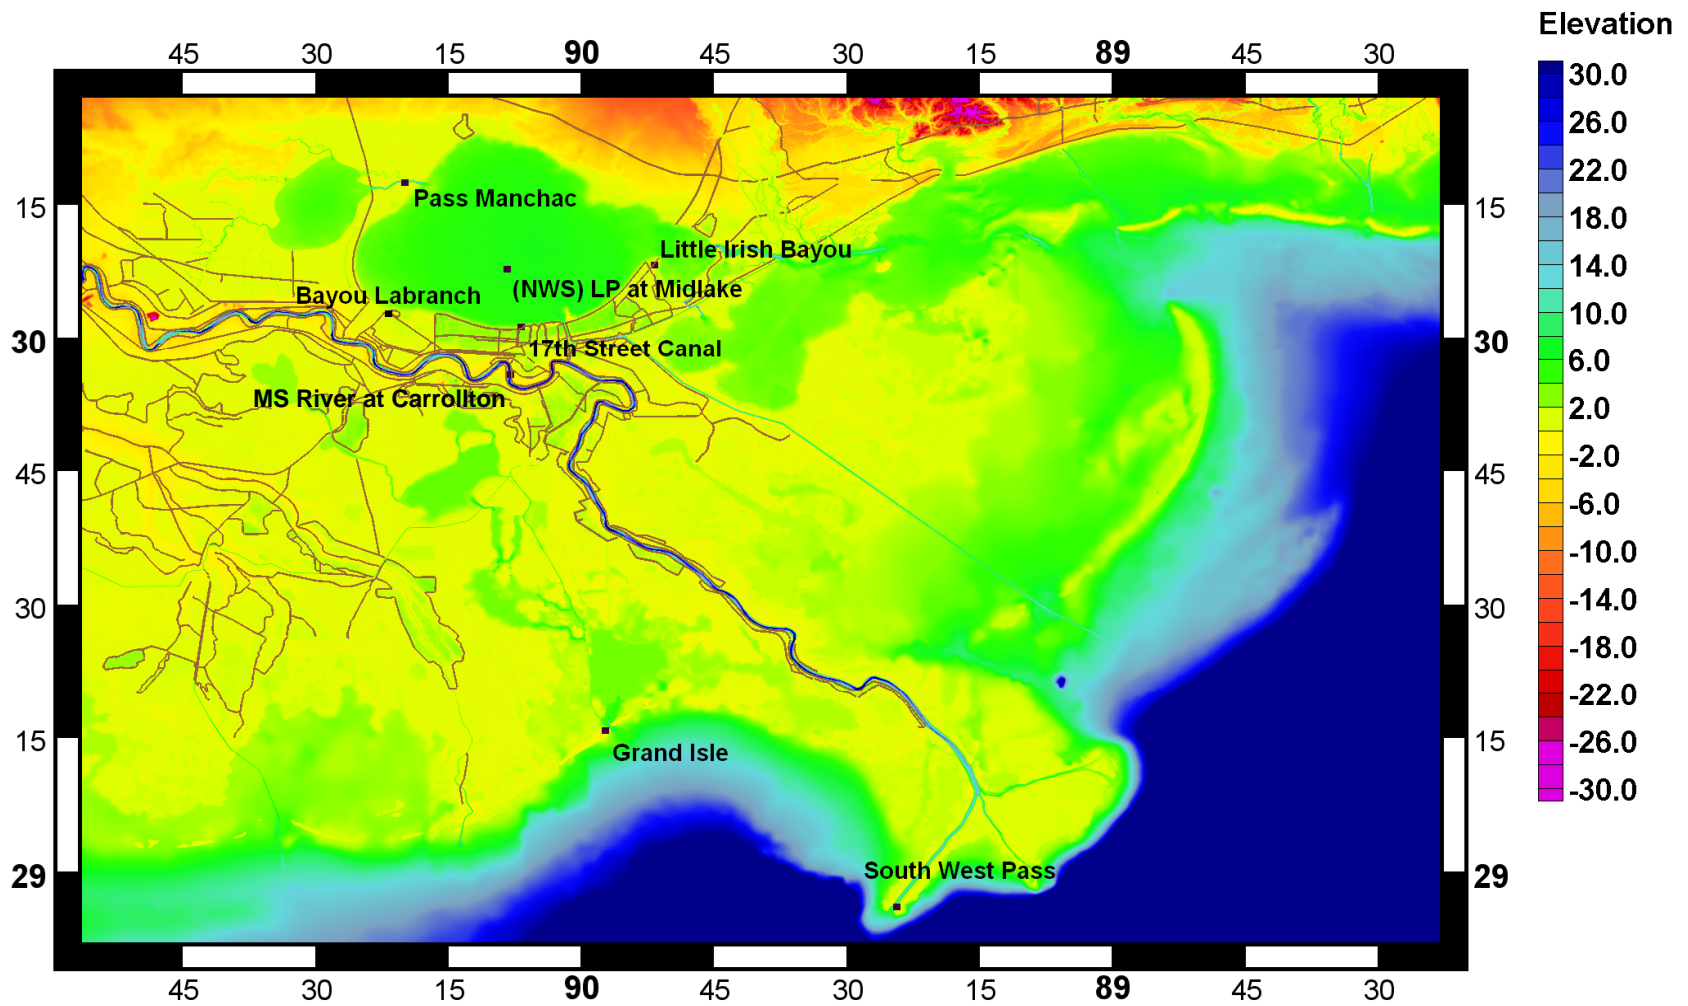 Elevation
45 30 15 90 45 30 15 89 45 30
30.0
26.0
22.0
18.0
14.0
10.0
6.0
2.0
-2.0
-6.0
-10.0
-14.0
-18.0
-22.0
-26.0
-30.0
15
30
45
30
15
29
Pass Manchac
Little Irish Bayou
(NWS) LP at Midlake
Bayou Labranch
17th Street Canal
MS River at Carrollton
Grand Isle
South West Pass
15
30
45
30
15
29
45 30 15 90 45 30 15 89 45 30